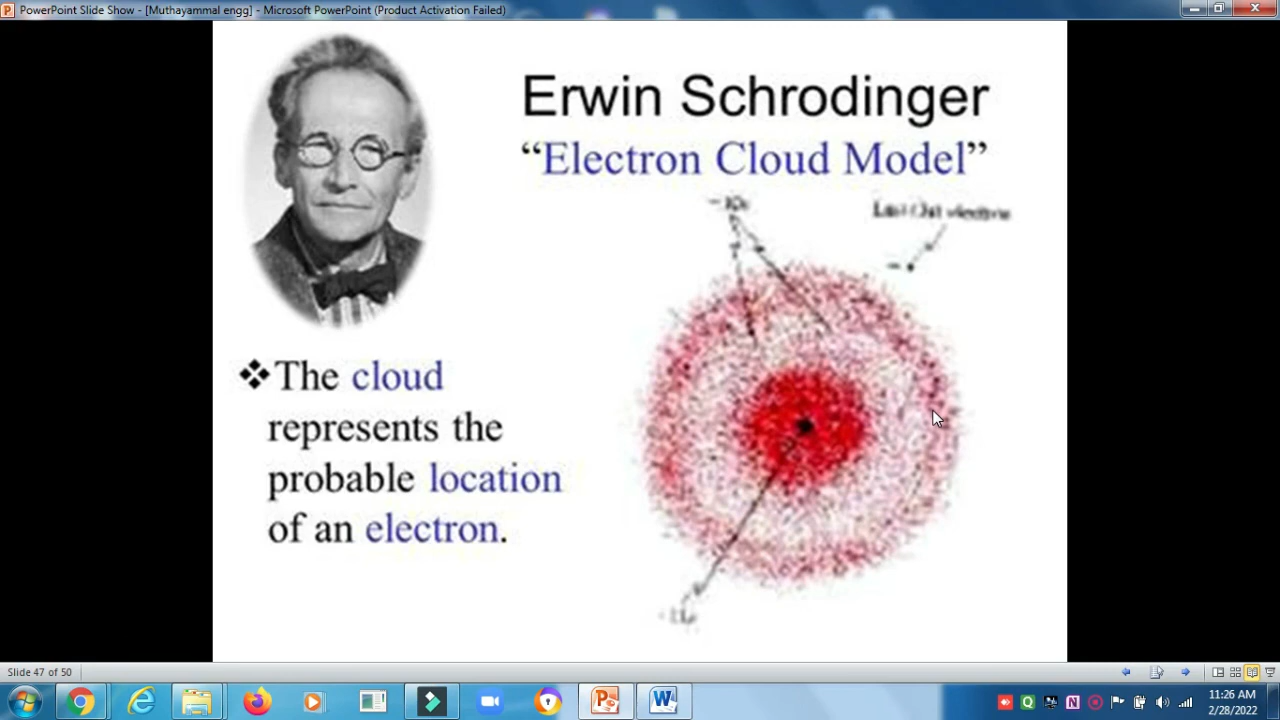 PowerPoint Slide Show - [Muthayammal engg] - Microsoft PowerPoint (Product Activation Failed)
Erwin Schrodinger
“Electron Cloud Model”
❖The cloud
represents the
probable location
of an electron.
Slide 47 of 50
11:26 AM
2/28/2022